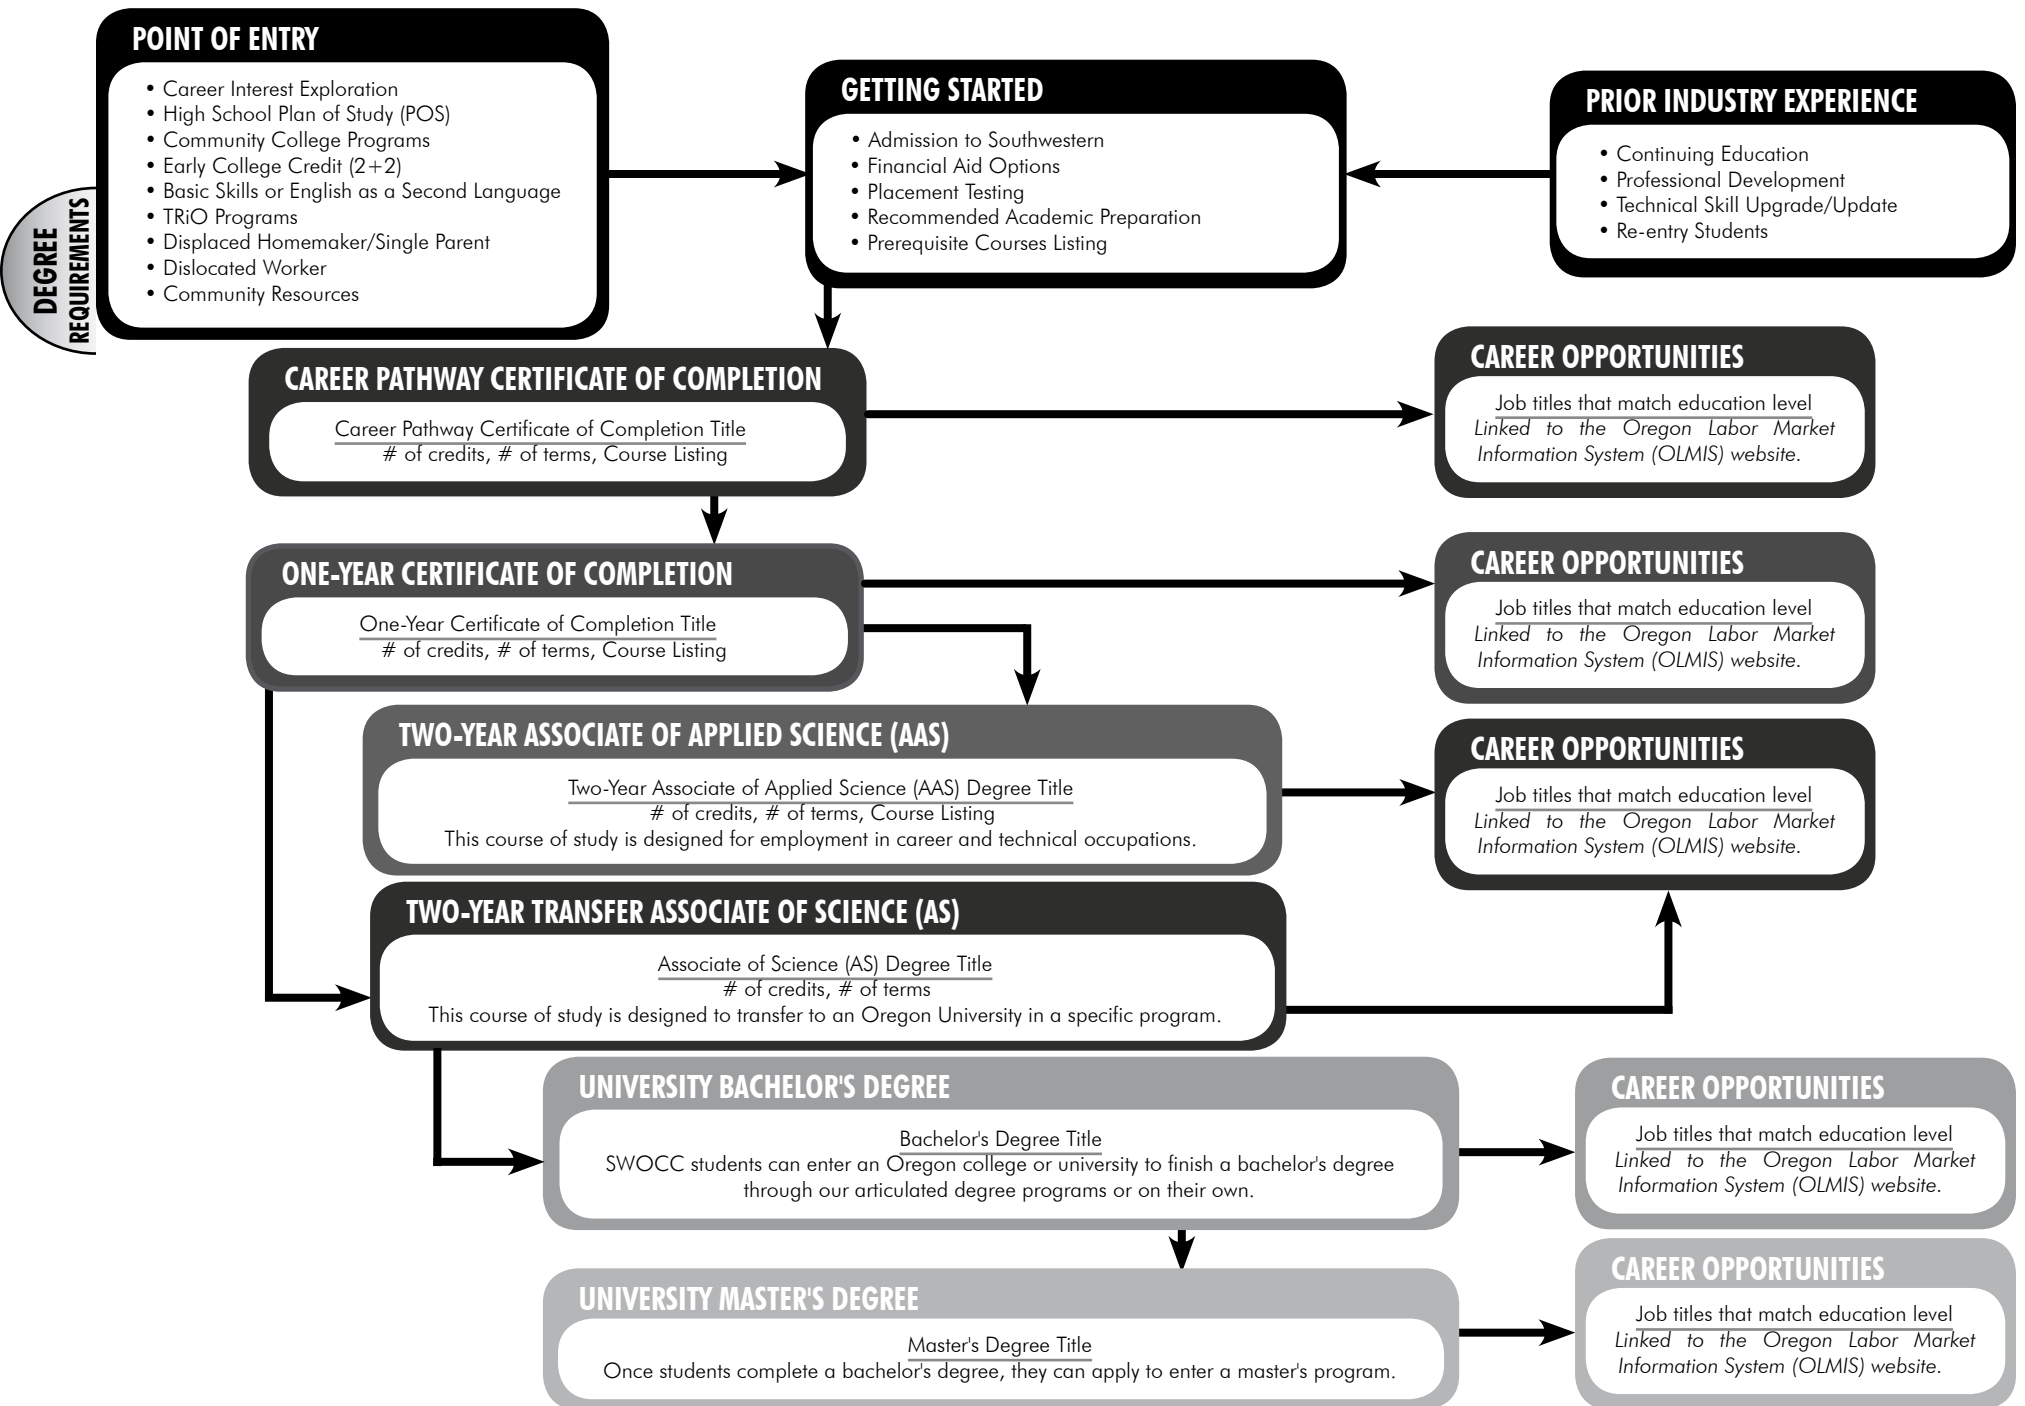 DEGREE
REQUIREMENTS
POINT OF ENTRY
• Career Interest Exploration
• High School Plan of Study (POS)
• Community College Programs
• Early College Credit (2+2)
• Basic Skills or English as a Second Language
• TRiO Programs
• Displaced Homemaker/Single Parent
• Dislocated Worker
• Community Resources
GETTING STARTED
• Admission to Southwestern
• Financial Aid Options
• Placement Testing
• Recommended Academic Preparation
• Prerequisite Courses Listing
PRIOR INDUSTRY EXPERIENCE
• Continuing Education
• Professional Development
• Technical Skill Upgrade/Update
• Re-entry Students
CAREER PATHWAY CERTIFICATE OF COMPLETION
Career Pathway Certificate of Completion Title
# of credits, # of terms, Course Listing
CAREER OPPORTUNITIES
Job titles that match education level
Linked to the Oregon Labor Market
Information System (OLMIS) website.
ONE-YEAR CERTIFICATE OF COMPLETION
One-Year Certificate of Completion Title
# of credits, # of terms, Course Listing
CAREER OPPORTUNITIES
Job titles that match education level
Linked to the Oregon Labor Market
Information System (OLMIS) website.
TWO-YEAR ASSOCIATE OF APPLIED SCIENCE (AAS)
Two-Year Associate of Applied Science (AAS) Degree Title
# of credits, # of terms, Course Listing
This course of study is designed for employment in career and technical occupations.
CAREER OPPORTUNITIES
Job titles that match education level
Linked to the Oregon Labor Market
Information System (OLMIS) website.
TWO-YEAR TRANSFER ASSOCIATE OF SCIENCE (AS)
Associate of Science (AS) Degree Title
# of credits, # of terms
This course of study is designed to transfer to an Oregon University in a specific program.
UNIVERSITY BACHELOR'S DEGREE
Bachelor's Degree Title
SWOCC students can enter an Oregon college or university to finish a bachelor's degree
through our articulated degree programs or on their own.
CAREER OPPORTUNITIES
Job titles that match education level
Linked to the Oregon Labor Market
Information System (OLMIS) website.
UNIVERSITY MASTER'S DEGREE
Master's Degree Title
Once students complete a bachelor's degree, they can apply to enter a master's program.
CAREER OPPORTUNITIES
Job titles that match education level
Linked to the Oregon Labor Market
Information System (OLMIS) website.